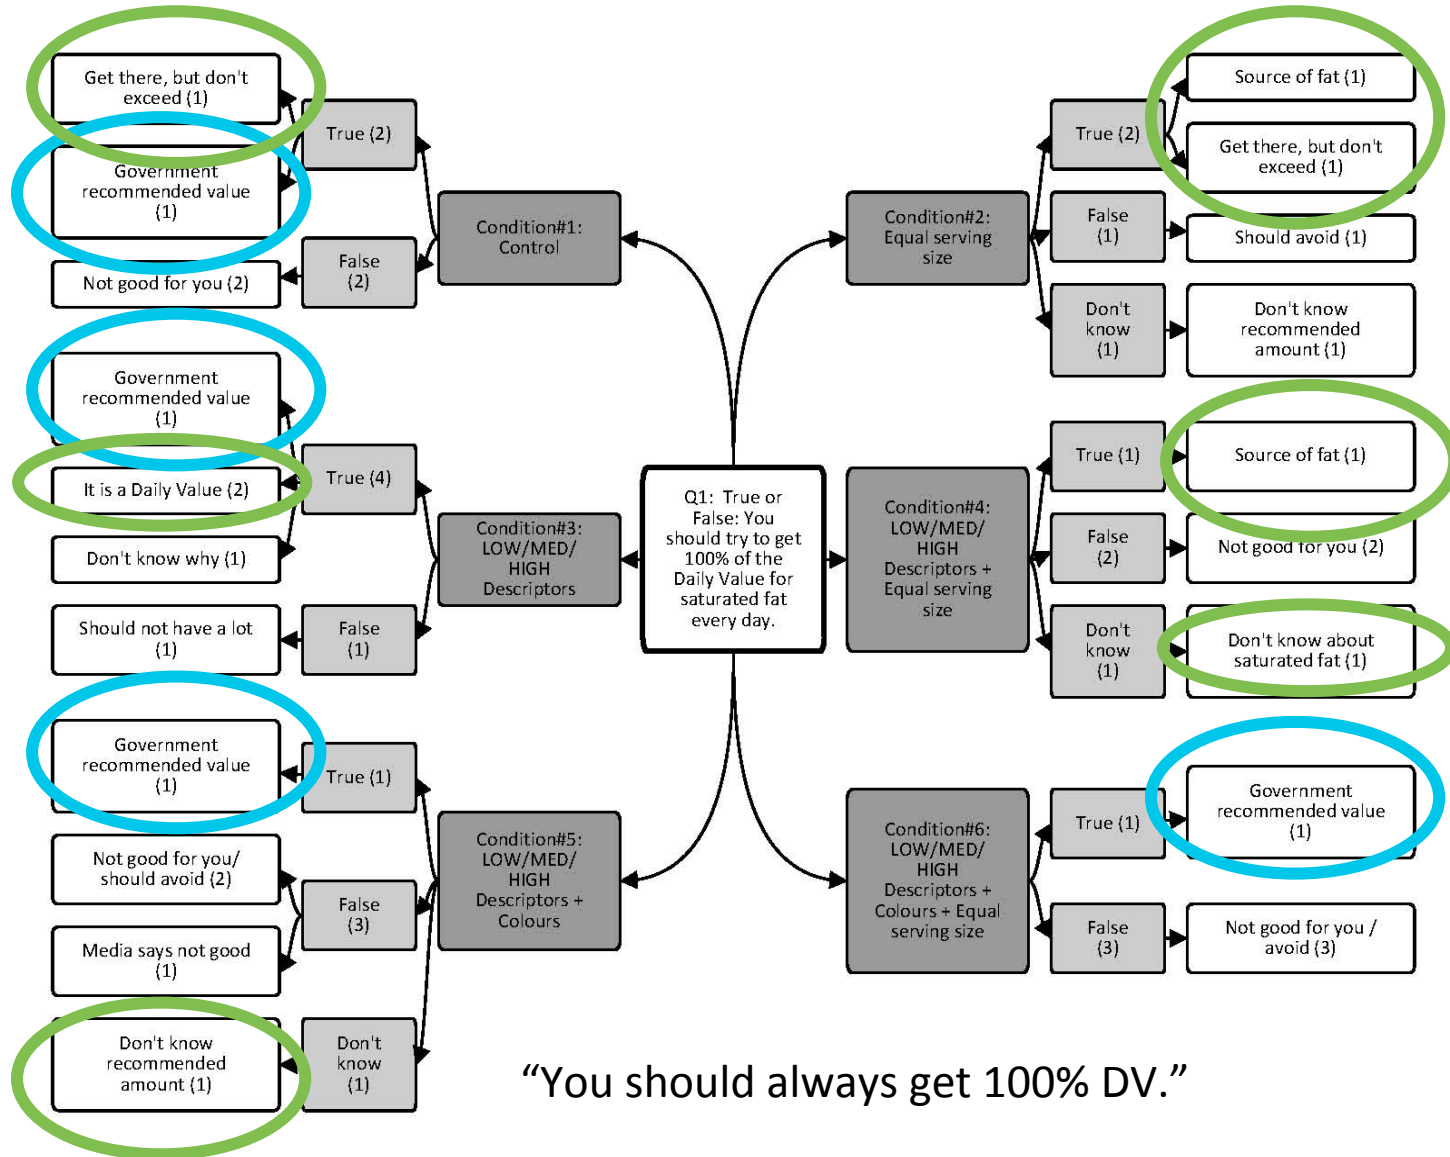 Get there, but don't
exceed (1)
Government
recommended value
(1)
Not good for you (2)
True (2)
False
(2)
Condition#1:
Control
Condition#2:
Equal serving
size
True (2)
False
(1)
Don't
know
(1)
Source of fat (1)
Get there, but don't
exceed (1)
Should avoid (1)
Don't know
recommended
amount (1)
Government
recommended value
(1)
It is a Daily Value (2)
Don't know why (1)
Should not have a lot
(1)
True (4)
False
(1)
Condition#3:
LOW/MED/
HIGH
Descriptors
Q1: True or
False: You
should try to get
100% of the
Daily Value for
saturated fat
every day.
Condition#4:
LOW/MED/
HIGH
Descriptors +
Equal serving
size
True (1)
False
(2)
Don't
know
(1)
Source of fat (1)
Not good for you (2)
Don't know about
saturated fat (1)
Government
recommended value
(1)
Not good for you/
should avoid (2)
Media says not good
(1)
Don't know
recommended
amount (1)
True (1)
False
(3)
Don't
know
(1)
Condition#5:
LOW/MED/
HIGH
Descriptors +
Colours
Condition#6:
LOW/MED/
HIGH
Descriptors +
Colours + Equal
serving size
True (1)
False
(3)
Government
recommended value
(1)
Not good for you /
avoid (3)
“You should always get 100% DV.”